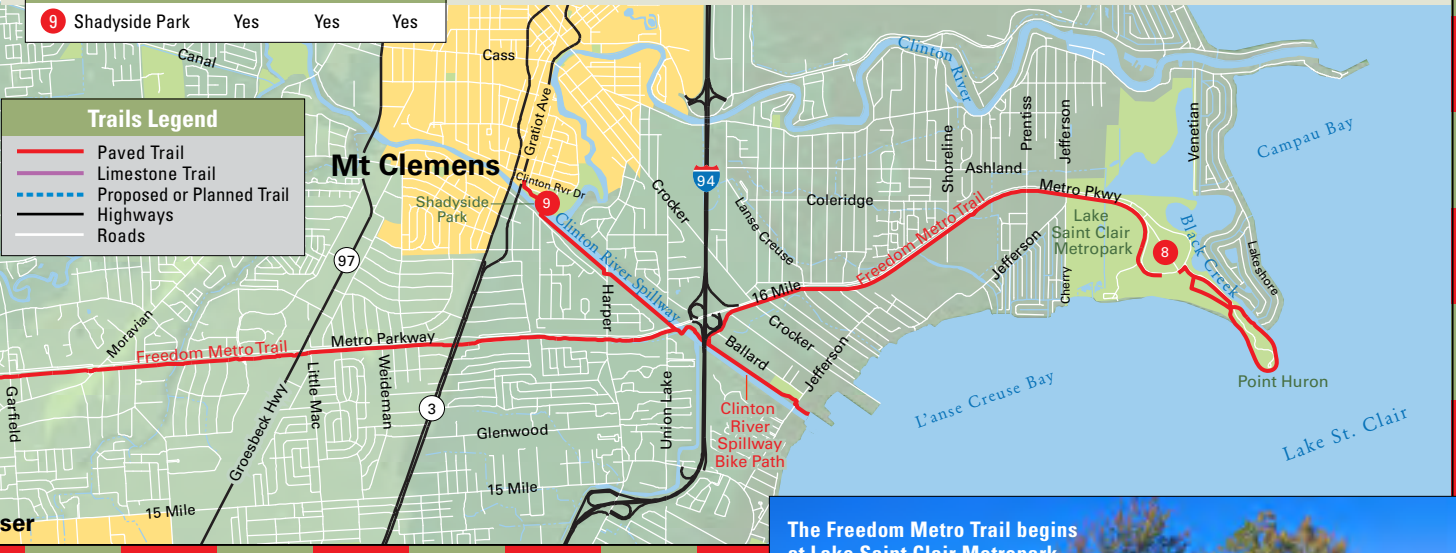 9 Shadyside Park Yes Yes Yes
Trails Legend
Paved Trail
Limestone Trail
Proposed or Planned Trail
Highways
Roads
Canal
Cass
Gratiot Ave
Mt Clemens
Clinton Rvr Dr
Shadyside
Park
9
Clinton River Spillway
Crocker
94
Lanse Creuse
Coleridge
Clinton River
Shoreline
Prentiss
Jefferson
Ashland
Venetian
Campau Bay
Metro Pkwy
Freedom Metro Trail
Lake
Saint Clair
Metropark
8
Black Creek
Lakeshore
Jefferson
Cherry
16 Mile
Harper
97
Moravian
Freedom Metro Trail
Metro Parkway
Garfield
Groesbeck Hwy
Little Mac
Weideman
3
Crocker
Ballard
Jefferson
Union Lake
Glenwood
15 Mile
15 Mile
Clinton
River
Spillway
Bike Path
L'anse Creuse Bay
Point Huron
Lake St. Clair
ser
The Freedom Metro Trail begins
at Lake Saint Clair Metropark